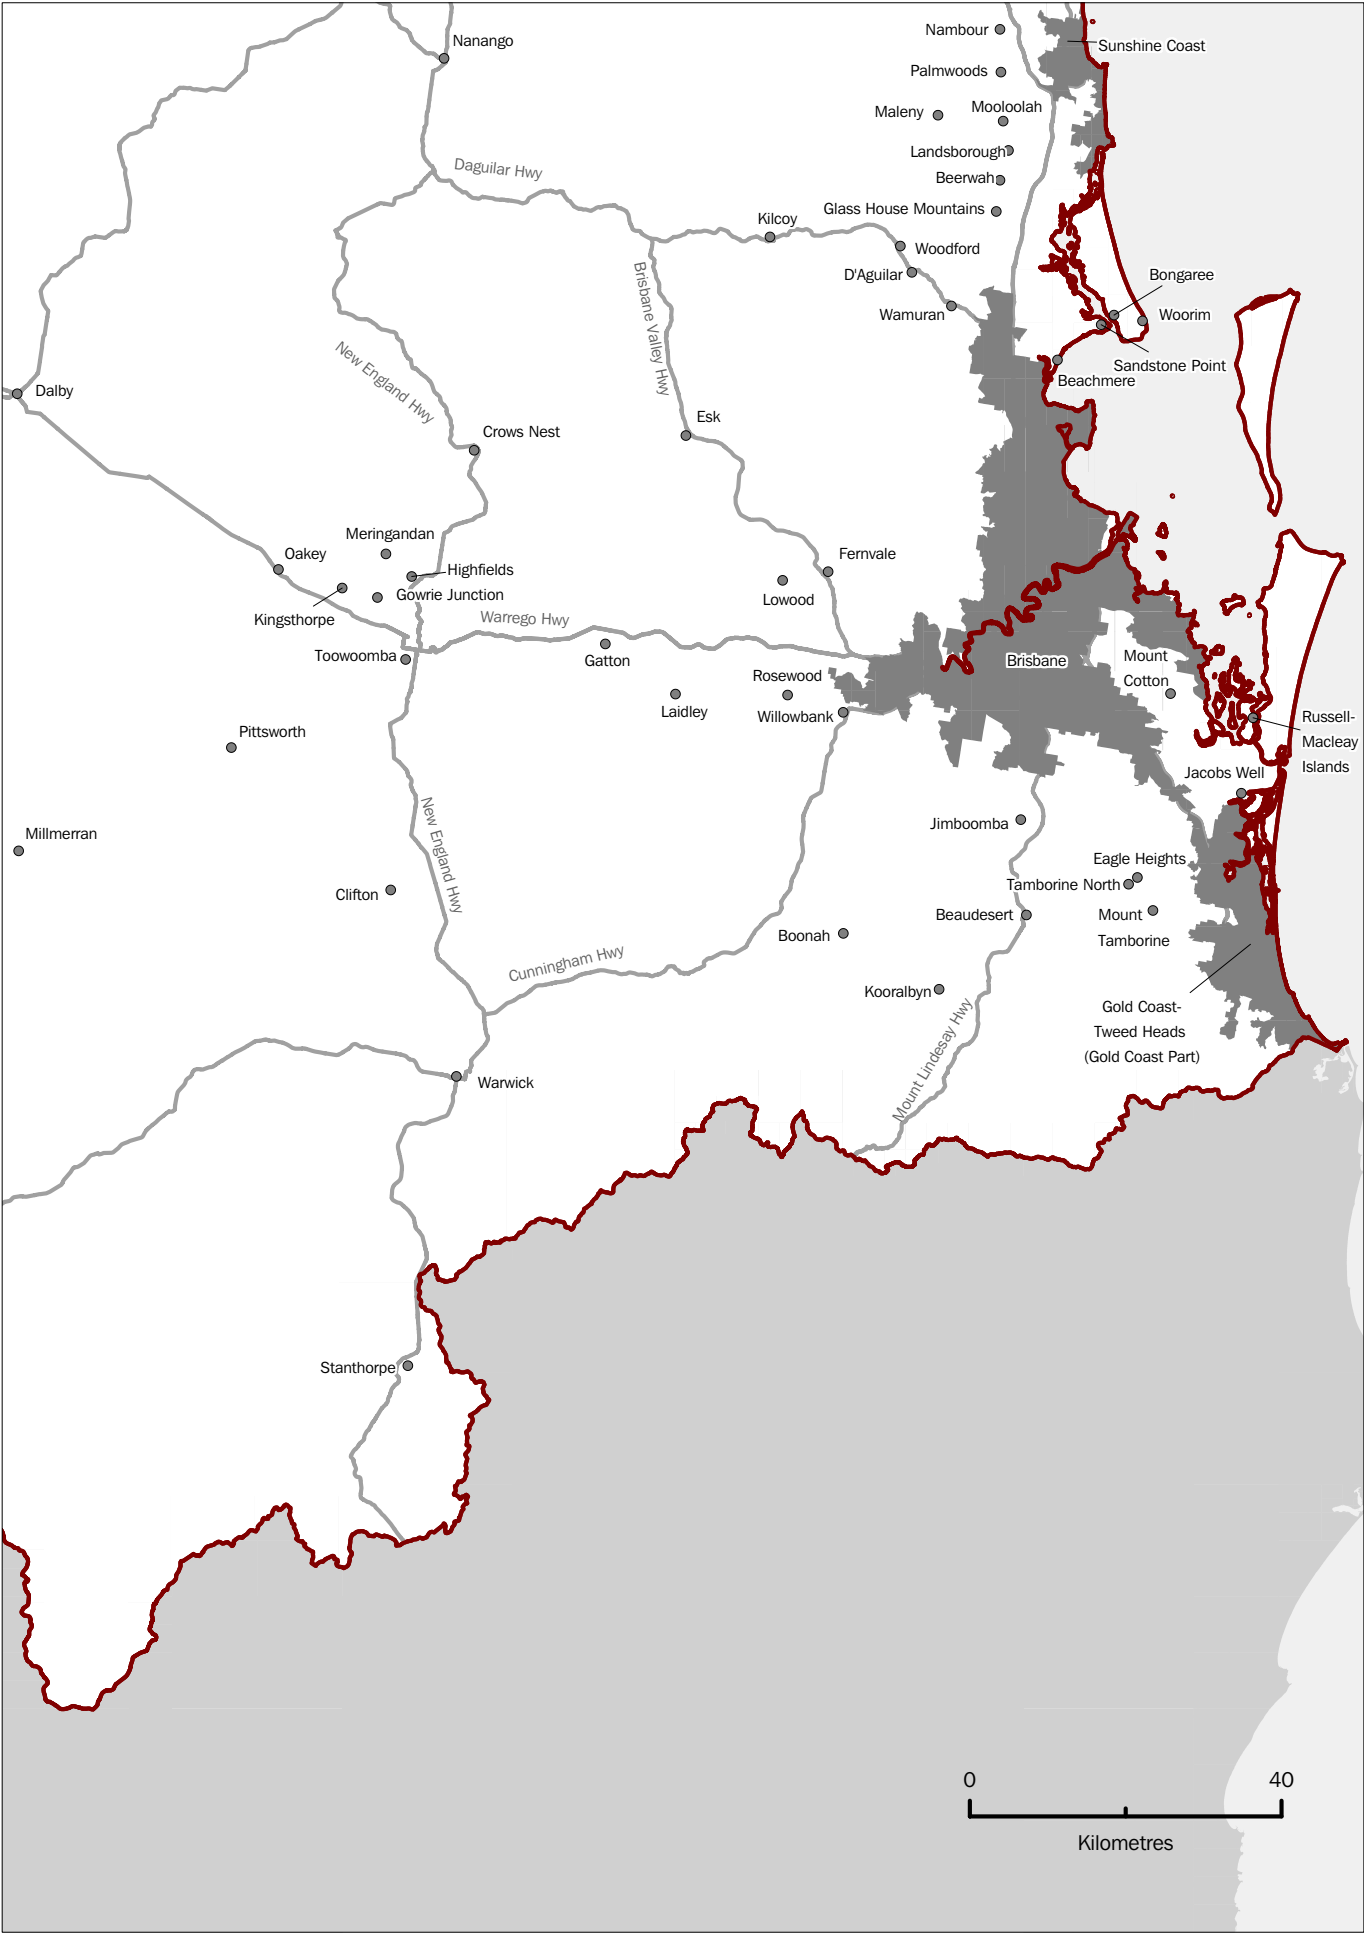 Nambour
Nanango
Sunshine Coast
Palmwoods
Maleny
Mooloolah
Landsborough
Daguilar Hwy
Beerwah
Glass House Mountains
Kilcoy
Woodford
D'Aguilar
Bongaree
Wamuran
Woorim
Brisbane Valley Hwy
Sandstone Point
Beachmere
New England Hwy
Dalby
Esk
Crows Nest
Meringandan
Oakey
Fernvale
Highfields
Gowrie Junction
Lowood
Kingsthorpe
Warrego Hwy
Toowoomba
Gatton
Brisbane
Mount
Cotton
Rosewood
Laidley
Willowbank
Russell-
Macleay
Islands
Pittsworth
Jacobs Well
Jimboomba
Millmerran
New England Hwy
Eagle Heights
Tamborine North
Clifton
Beaudesert
Mount
Tamborine
Boonah
Cunningham Hwy
Kooralbyn
Gold Coast-
Tweed Heads
(Gold Coast Part)
Mount Lindesay Hwy
Warwick
Stanthorpe
0
40
Kilometres